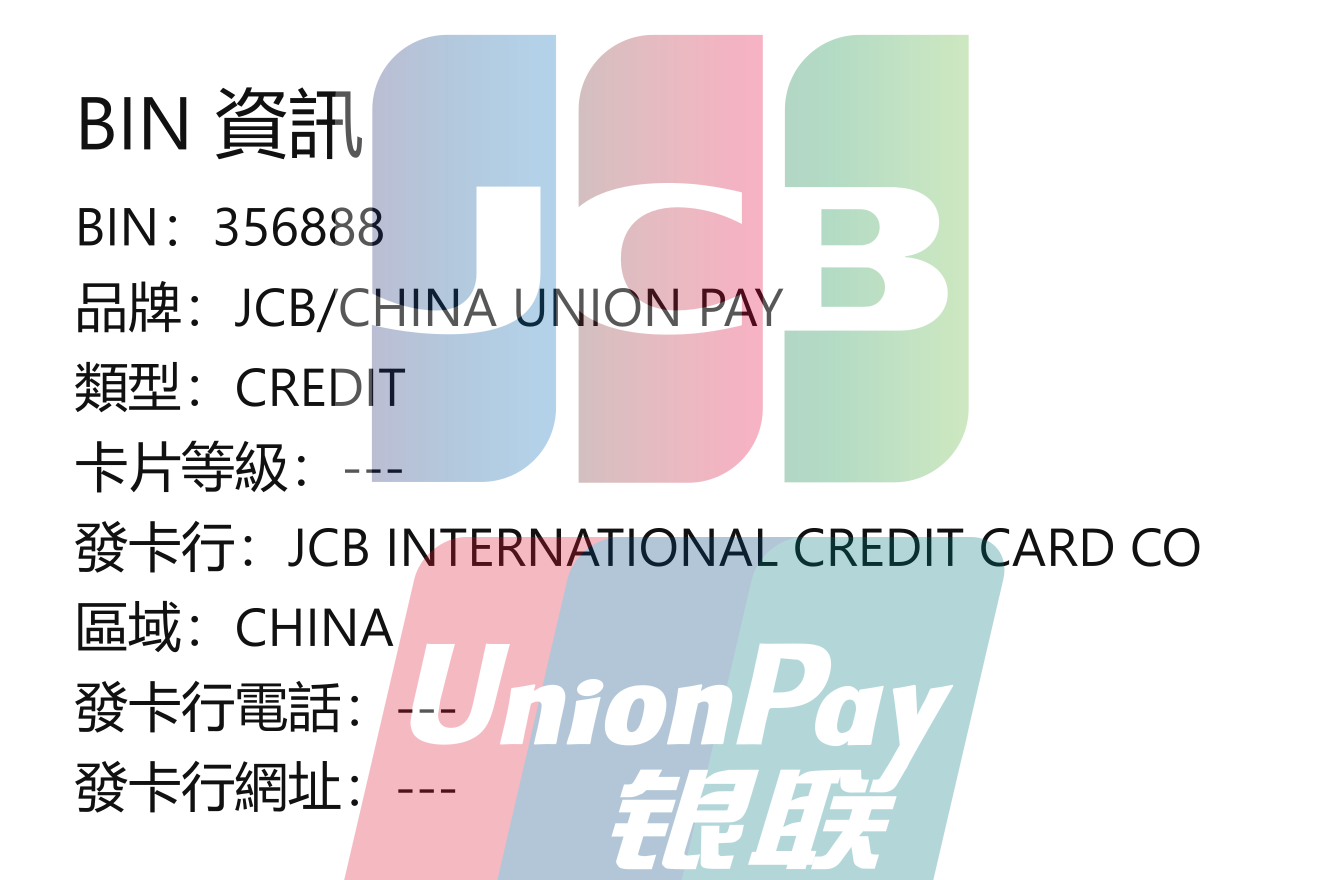 BIN 資訊
BIN：356888
品牌：JCB/CHINA UNION PAY
類型：CREDIT
卡片等級：---
發卡行：JCB INTERNATIONAL CREDIT CARD CO
區域：CHINA
發卡行電話：---
發卡行網址：---
JCB
UnionPay
银联